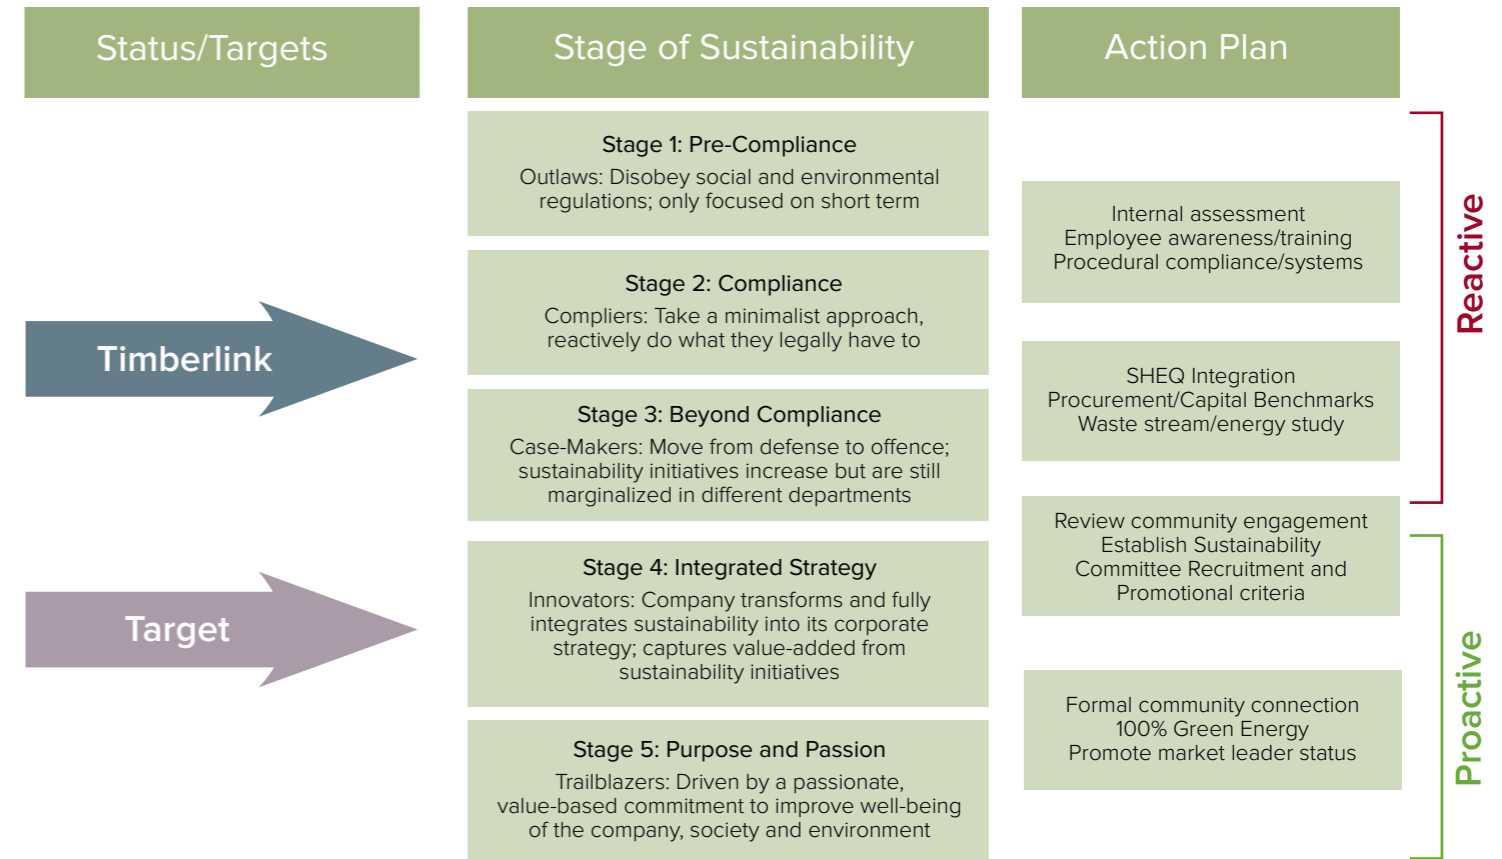 Status/Targets
Stage of Sustainability
Action Plan
Timberlink
Target
Stage 1: Pre-Compliance
Outlaws: Disobey social and environmental
regulations; only focused on short term
Stage 2: Compliance
Compliers: Take a minimalist approach,
reactively do what they legally have to
Stage 3: Beyond Compliance
Case-Makers: Move from defense to offence;
sustainability initiatives increase but are still
marginalized in different departments
Stage 4: Integrated Strategy
Innovators: Company transforms and fully
integrates sustainability into its corporate
strategy; captures value-added from
sustainability initiatives
Stage 5: Purpose and Passion
Trailblazers: Driven by a passionate,
value-based commitment to improve well-being
of the company, society and environment
Internal assessment
Employee awareness/training
Procedural compliance/systems
SHEQ Integration
Procurement/Capital Benchmarks
Waste stream/energy study
Review community engagement
Establish Sustainability
Committee Recruitment and
Promotional criteria
Formal community connection
100% Green Energy
Promote market leader status
Reactive
Proactive